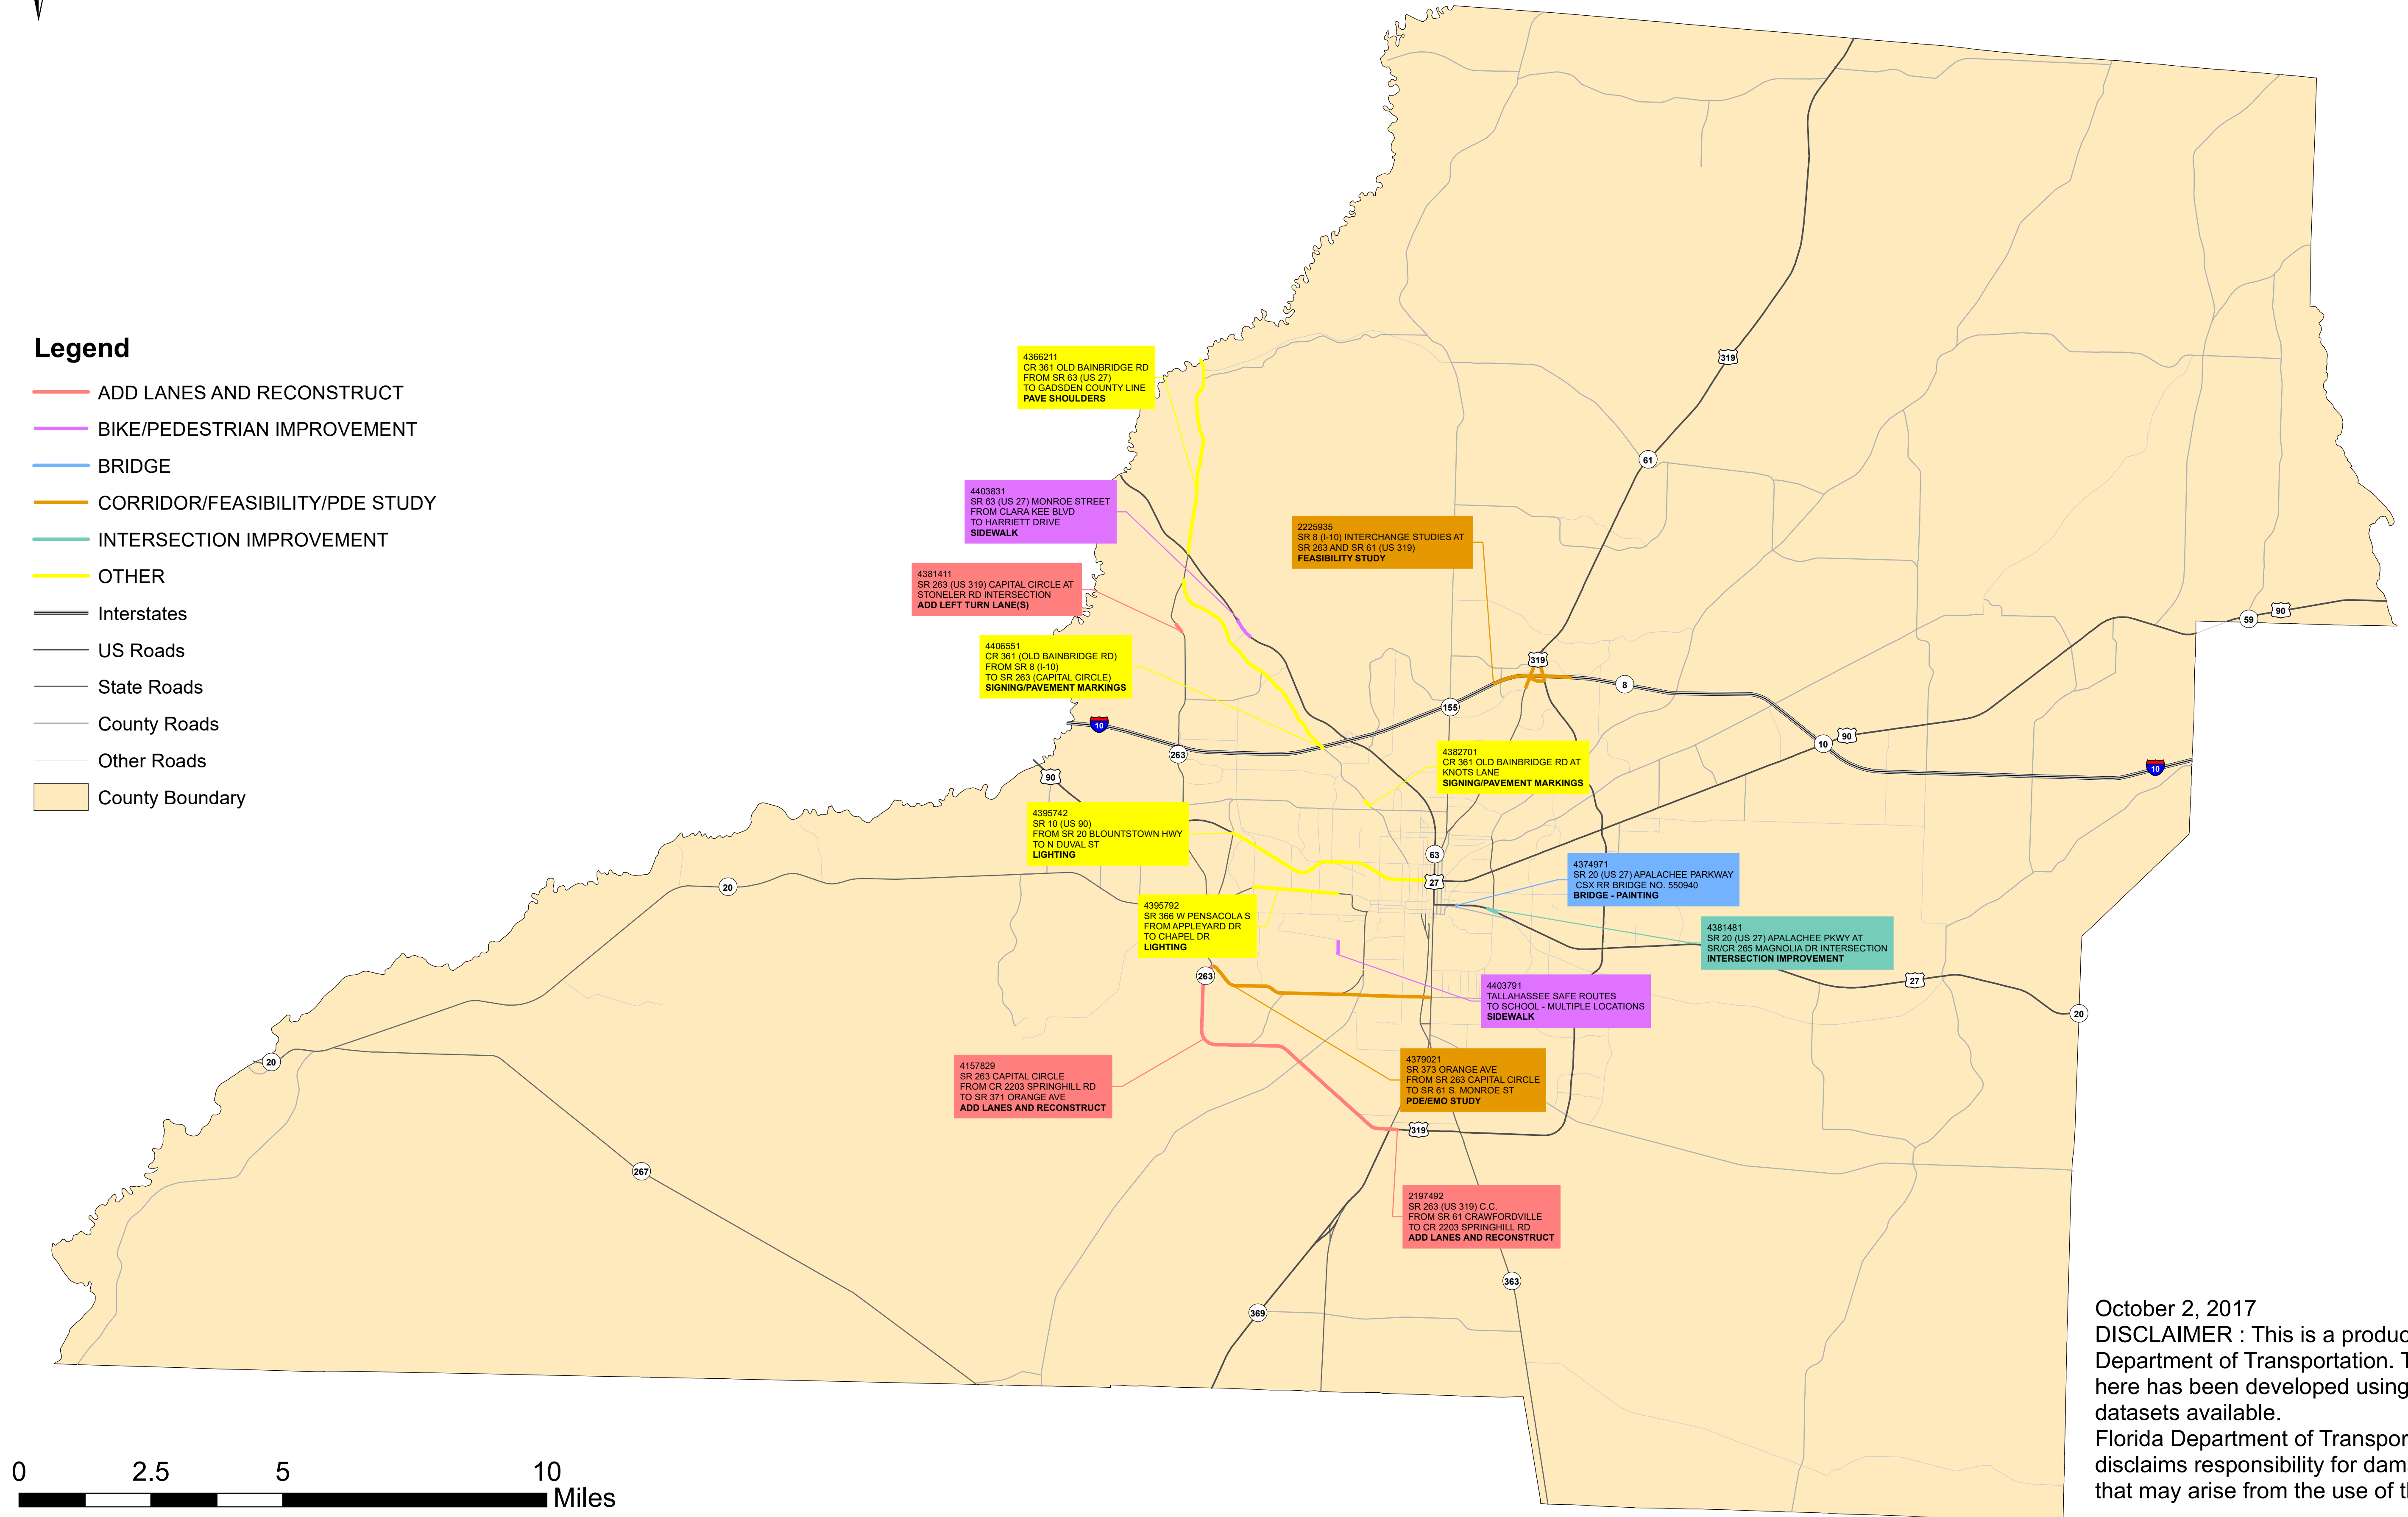 Legend
ADD LANES AND RECONSTRUCT
BIKE/PEDESTRIAN IMPROVEMENT
BRIDGE
CORRIDOR/FEASIBILITY/PDE STUDY
INTERSECTION IMPROVEMENT
OTHER
Interstates
US Roads
State Roads
County Roads
Other Roads
County Boundary
4366211
CR 361 OLD BAINBRIDGE RD
FROM SR 63 (US 27)
TO GADSDEN COUNTY LINE
PAVE SHOULDERS
4403831
SR 63 (US 27) MONROE STREET
FROM CLARA KEE BLVD
TO HARRIETT DRIVE
SIDEWALK
4381411
SR 263 (US 319) CAPITAL CIRCLE AT
STONELER RD INTERSECTION
ADD LEFT TURN LANE(S)
4406551
CR 361 (OLD BAINBRIDGE RD)
FROM SR 8 (I-10)
TO SR 263 (CAPITAL CIRCLE)
SIGNING/PAVEMENT MARKINGS
2225935
SR 8 (I-10) INTERCHANGE STUDIES AT
SR 263 AND SR 61 (US 319)
FEASIBILITY STUDY
4382701
CR 361 OLD BAINBRIDGE RD AT
KNOTS LANE
SIGNING/PAVEMENT MARKINGS
4395742
SR 10 (US 90)
FROM SR 20 BLOUNTSTOWN HWY
TO N DUVAL ST
LIGHTING
4374971
SR 20 (US 27) APALACHEE PARKWAY
CSX RR BRIDGE NO. 550940
BRIDGE - PAINTING
4395792
SR 366 W PENSACOLA S
FROM APPLEYARD DR
TO CHAPEL DR
LIGHTING
4381481
SR 20 (US 27) APALACHEE PKWY AT
SR/CR 265 MAGNOLIA DR INTERSECTION
INTERSECTION IMPROVEMENT
4403791
TALLAHASSEE SAFE ROUTES
TO SCHOOL - MULTIPLE LOCATIONS
SIDEWALK
4157829
SR 263 CAPITAL CIRCLE
FROM CR 2203 SPRINGHILL RD
TO SR 371 ORANGE AVE
ADD LANES AND RECONSTRUCT
4379021
SR 373 ORANGE AVE
FROM SR 263 CAPITAL CIRCLE
TO SR 61 S. MONROE ST
PDE/EMO STUDY
2197492
SR 263 (US 319) C.C.
FROM SR 61 CRAWFORDVILLE
TO CR 2203 SPRINGHILL RD
ADD LANES AND RECONSTRUCT
319
61
59
90
319
8
155
10
263
90
10
90
10
63
27
20
263
27
20
20
319
267
363
369
0 2.5 5 10
Miles
October 2, 2017
DISCLAIMER : This is a produc
Department of Transportation. T
here has been developed using
datasets available.
Florida Department of Transpor
disclaims responsibility for dam
that may arise from the use of t